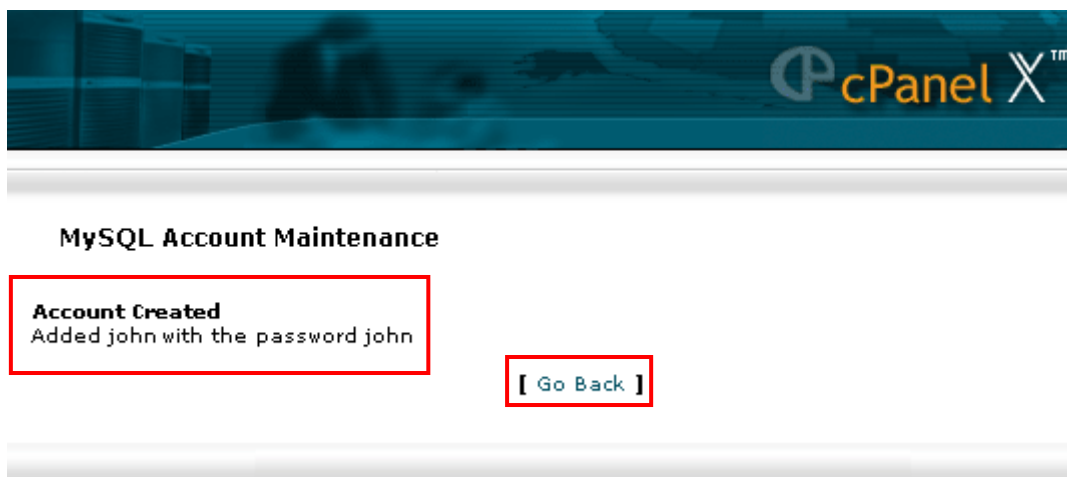 cPanel X™
MySQL Account Maintenance
Account Created
Added john with the password john
[ Go Back ]